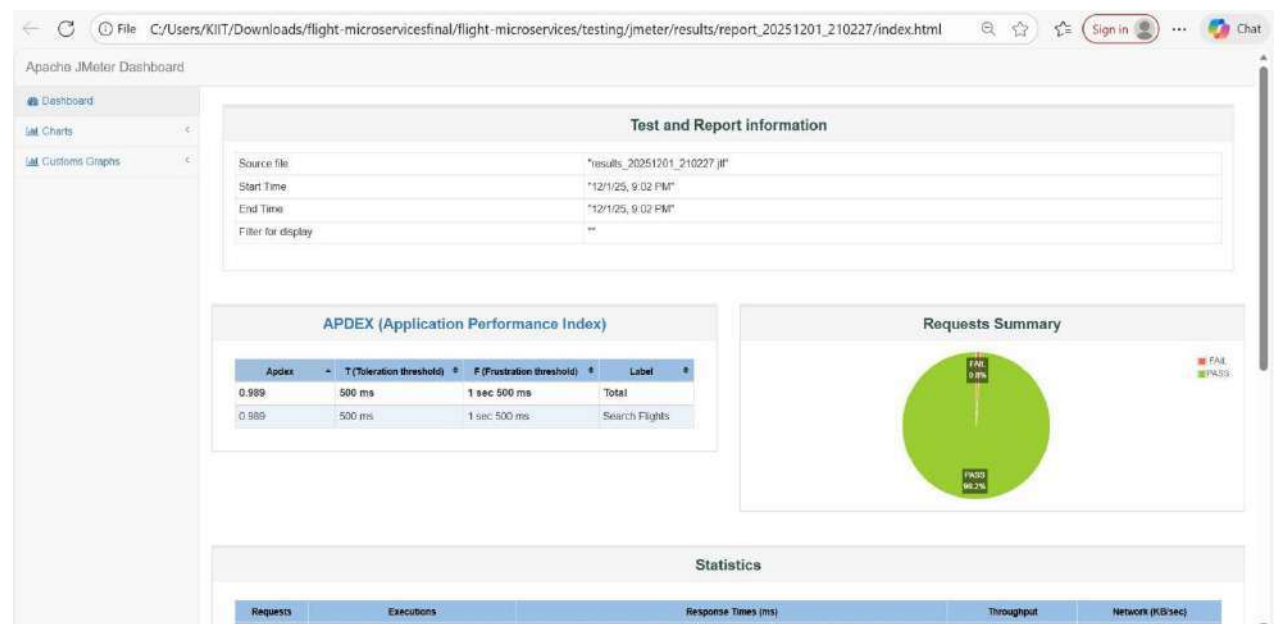 File C:/Users/KIIT/Downloads/flight-microservicesfinal/flight-microservices/testing/jmeter/results/report_20251201_210227/index.html Sign in ... Chat
Apache JMeter Dashboard
Dashboard
Charts
Customs Graphs
Test and Report information
Source file "results_20251201_210227.jtl"
Start Time "12/1/25, 9:02 PM"
End Time "12/1/25, 9:02 PM"
Filter for display ""
APDEX (Application Performance Index)
Apdex T (Toleration threshold) F (Frustration threshold) Label
0.989 500 ms 1 sec 500 ms Total
0.989 500 ms 1 sec 500 ms Search Flights
Requests Summary
FAIL
0.8%
FAIL
PASS
PASS
99.2%
Statistics
Requests Executions Response Times (ms) Throughput Network (KB/sec)